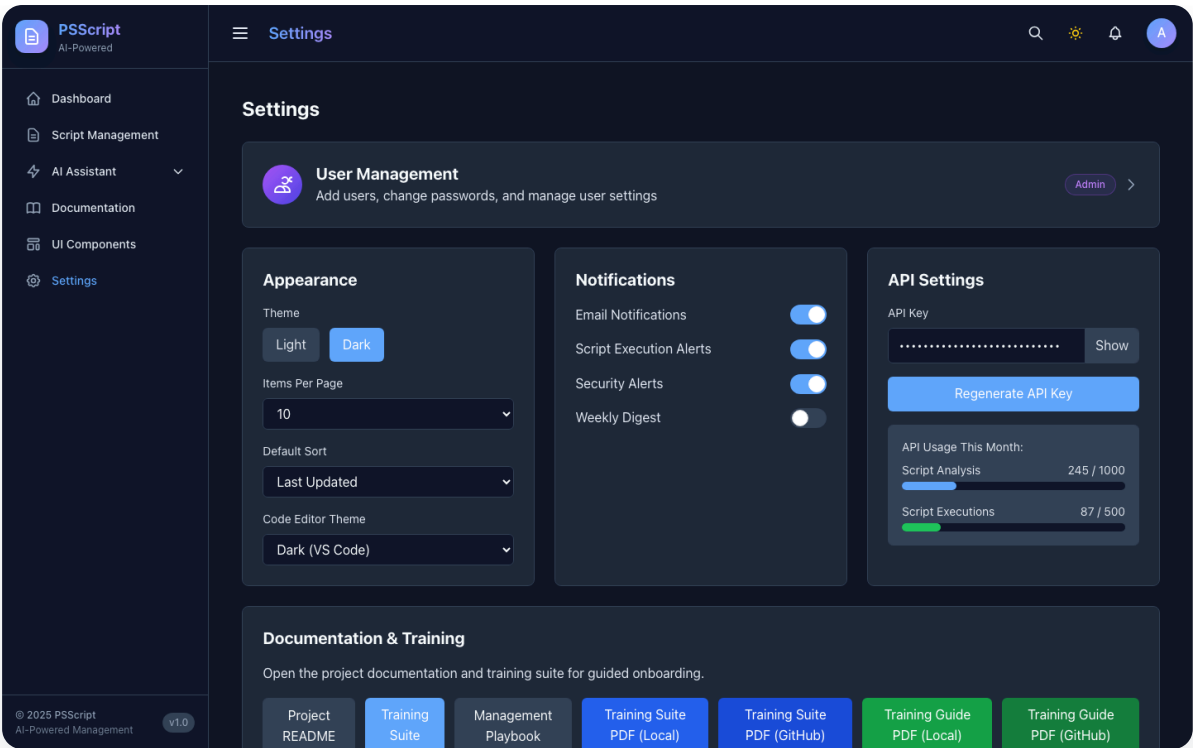 PSScript
AI-Powered
Settings
A
Dashboard
Script Management
AI Assistant
Documentation
UI Components
Settings
© 2025 PSScript
AI-Powered Management
v1.0
Settings
User Management
Add users, change passwords, and manage user settings
Admin
Appearance
Theme
Light
Dark
Items Per Page
10
Default Sort
Last Updated
Code Editor Theme
Dark (VS Code)
Notifications
Email Notifications
Script Execution Alerts
Security Alerts
Weekly Digest
API Settings
API Key
•••••••••••••••••••••••••••
Show
Regenerate API Key
API Usage This Month:
Script Analysis 245 / 1000
Script Executions 87 / 500
Documentation & Training
Open the project documentation and training suite for guided onboarding.
Project
README
Training
Suite
Management
Playbook
Training Suite
PDF (Local)
Training Suite
PDF (GitHub)
Training Guide
PDF (Local)
Training Guide
PDF (GitHub)